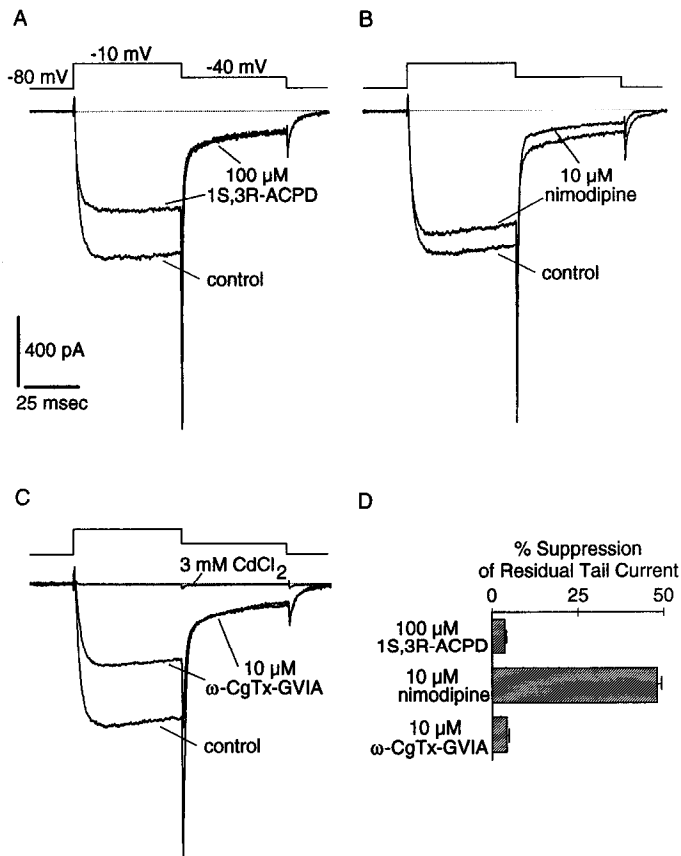 A
-10 mV
-80 mV
-40 mV
100 µM
1S,3R-ACPD
control
400 pA
25 msec
B
10 µM
nimodipine
control
C
3 mM CdCl2
10 µM
ω-CgTx-GVIA
control
D
% Suppression
of Residual Tail Current
0 25 50
100 µM
1S,3R-ACPD
10 µM
nimodipine
10 µM
ω-CgTx-GVIA